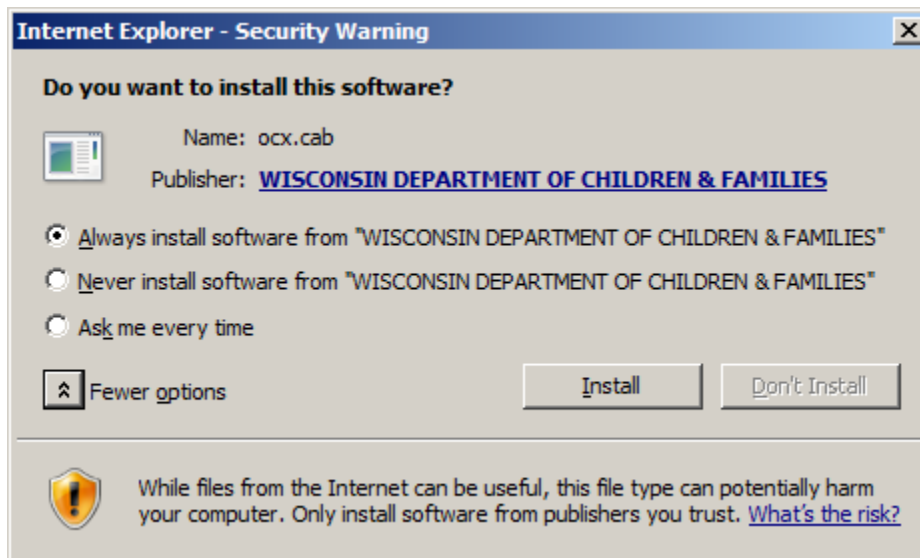 Internet Explorer - Security Warning
Do you want to install this software?
Name: ocx.cab
Publisher: WISCONSIN DEPARTMENT OF CHILDREN & FAMILIES
Always install software from "WISCONSIN DEPARTMENT OF CHILDREN & FAMILIES"
Never install software from "WISCONSIN DEPARTMENT OF CHILDREN & FAMILIES"
Ask me every time
Fewer options
Install
Don't Install
While files from the Internet can be useful, this file type can potentially harm
your computer. Only install software from publishers you trust. What's the risk?